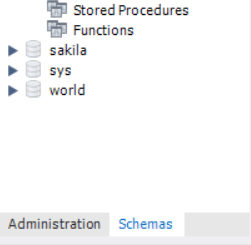 Stored Procedures
Functions
sakila
sys
world
Administration Schemas